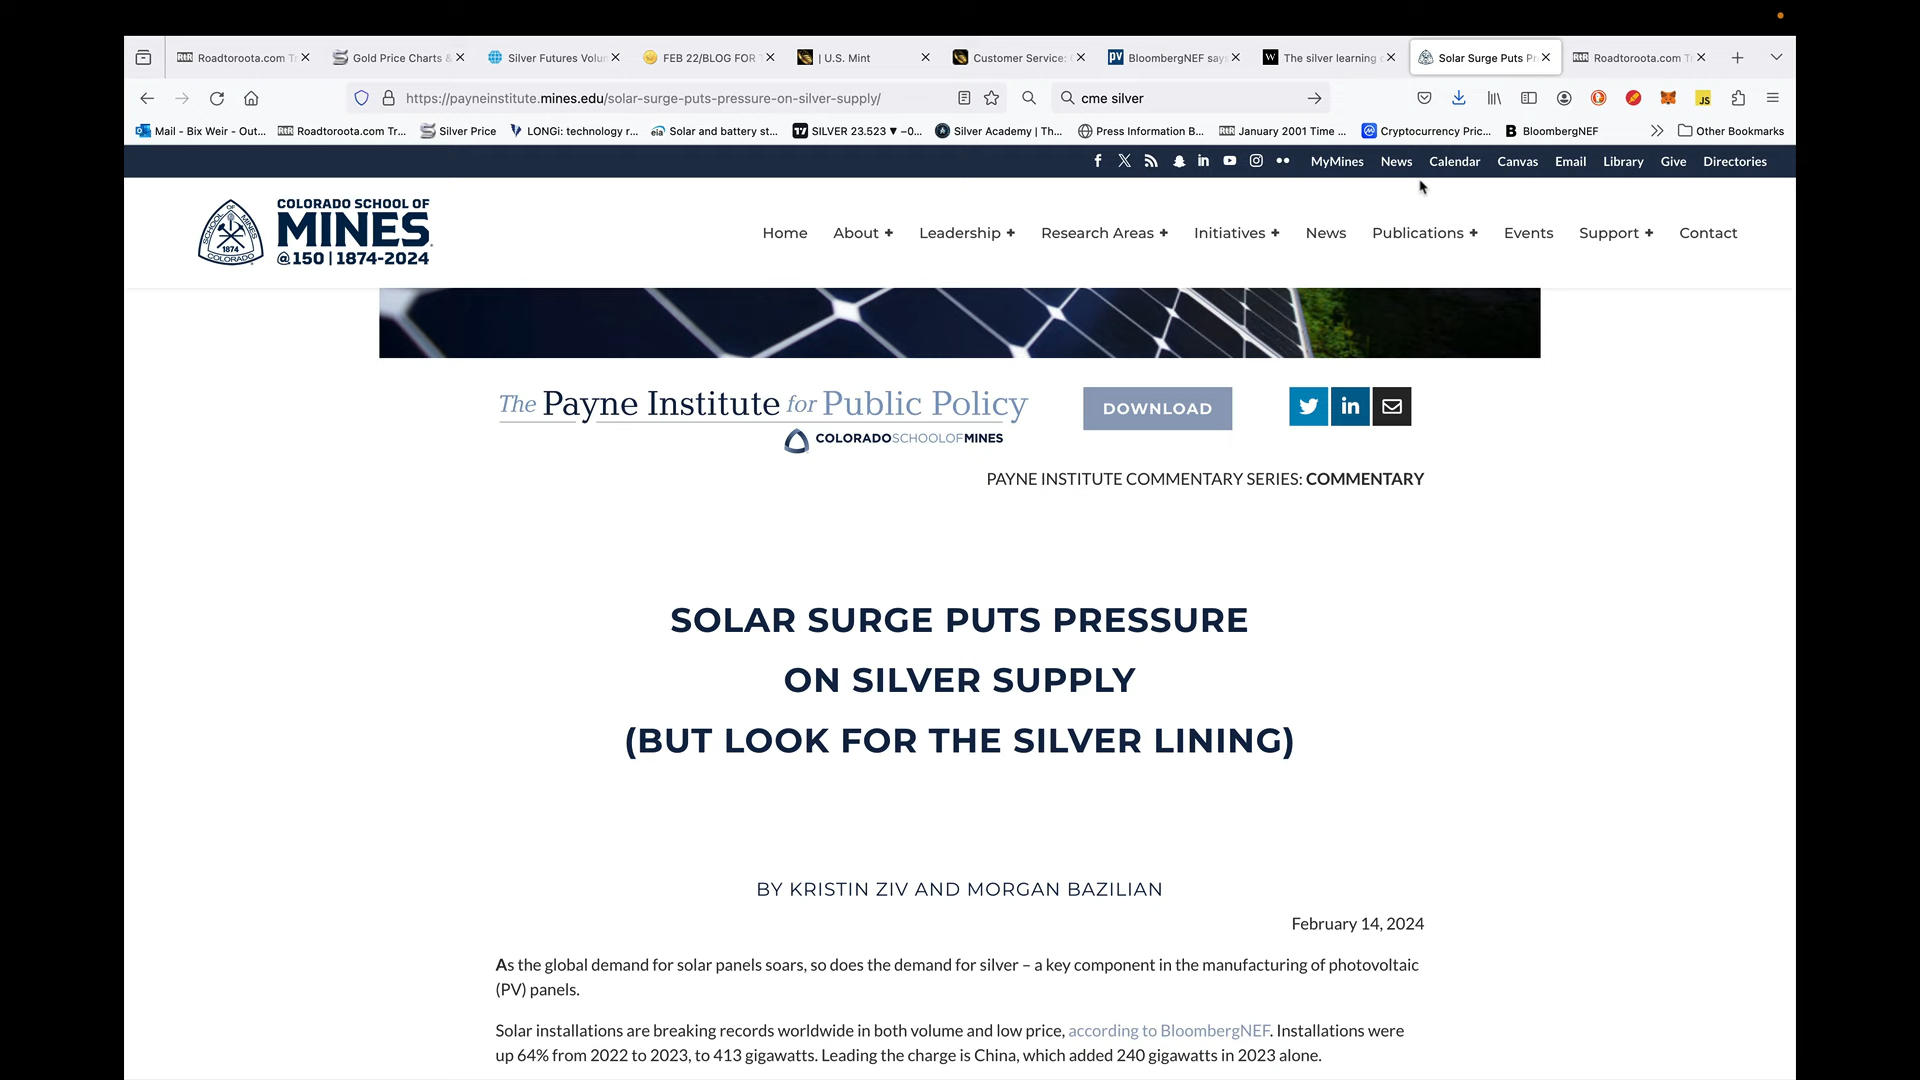 Roadtoroota.com T
Gold Price Charts &
Silver Futures Volu
FEB 22/BLOG FOR
| U.S. Mint
Customer Service:
pv BloombergNEF say
W The silver learning
Solar Surge Puts P
Roadtoroota.com T
https://payneinstitute.mines.edu/solar-surge-puts-pressure-on-silver-supply/
cme silver
JS
Mail - Bix Weir - Out...
RtR Roadtoroota.com Tr...
Silver Price
LONGi: technology r...
eia Solar and battery st...
SILVER 23.523 ▼ −0...
Silver Academy | Th...
Press Information B...
RtR January 2001 Time ...
Cryptocurrency Pric...
B BloombergNEF
Other Bookmarks
MyMines News Calendar Canvas Email Library Give Directories
SCHOOL OF MINES
1874
COLORADO
COLORADO SCHOOL OF
MINES
@150 | 1874-2024
Home About + Leadership + Research Areas + Initiatives + News Publications + Events Support + Contact
The Payne Institute for Public Policy
COLORADOSCHOOLOFMINES
DOWNLOAD
PAYNE INSTITUTE COMMENTARY SERIES: COMMENTARY
SOLAR SURGE PUTS PRESSURE
ON SILVER SUPPLY
(BUT LOOK FOR THE SILVER LINING)
BY KRISTIN ZIV AND MORGAN BAZILIAN
February 14, 2024
As the global demand for solar panels soars, so does the demand for silver – a key component in the manufacturing of photovoltaic
(PV) panels.
Solar installations are breaking records worldwide in both volume and low price, according to BloombergNEF. Installations were
up 64% from 2022 to 2023, to 413 gigawatts. Leading the charge is China, which added 240 gigawatts in 2023 alone.